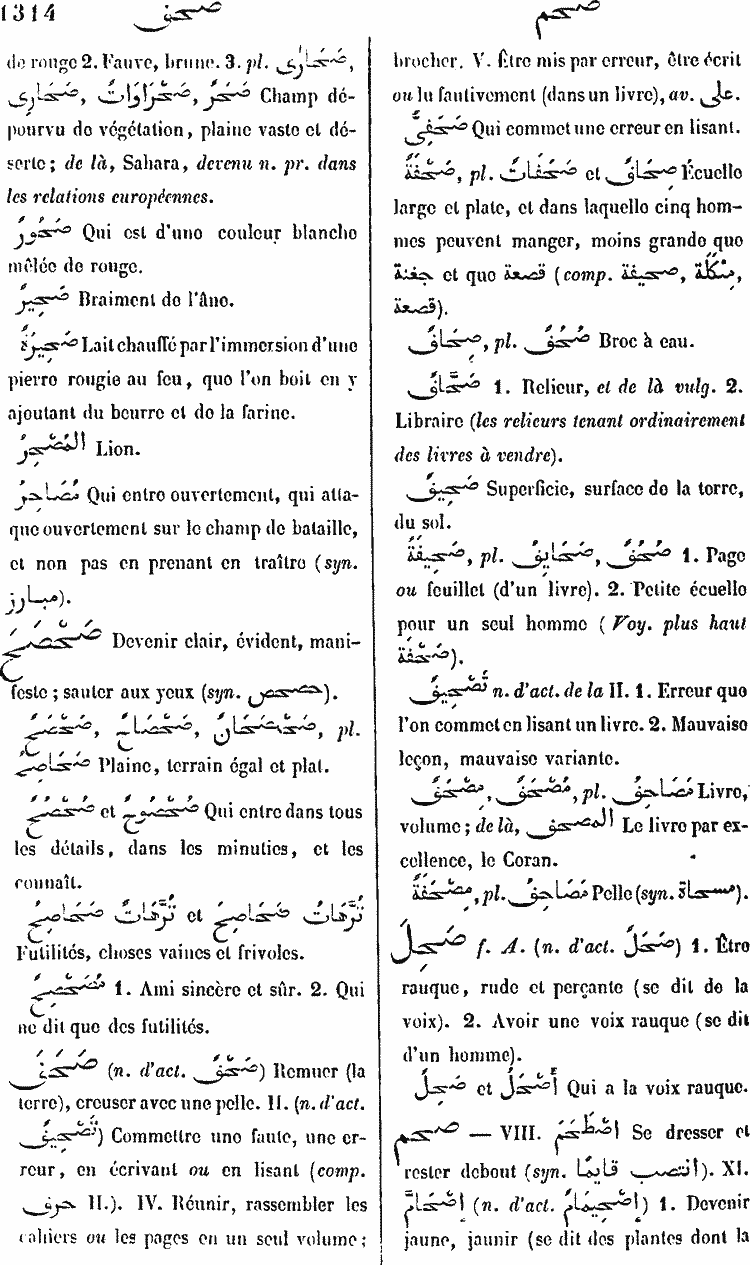 1314 صحف صحم
de rouge 2. Fauve, brune. 3. pl. صَحَارَى,
صَحَارِى, صَحْرَاوَاتٌ, صُحْرٌ Champ dé-
pourvu de végétation, plaine vaste et dé-
serte; de là, Sahara, devenu n. pr. dans
les relations européennes.
صَحُورٌ Qui est d'une couleur blanche
mêlée de rouge.
صَحِيرٌ Braiment de l'âne.
صَحِيرَةٌ Lait chauffé par l'immersion d'une
pierre rougie au feu, que l'on boit en y
ajoutant du beurre et de la farine.
المُصْحِرُ Lion.
مُصَاحِرٌ Qui entre ouvertement, qui atta-
que ouvertement sur le champ de bataille,
et non pas en prenant en traître (syn.
مبارز).
صَحْصَحَ Devenir clair, évident, mani-
feste; sauter aux yeux (syn. حصحص).
صَحْصَحٌ, صَحْصَاحٌ, صَحْصَحَانٌ, pl.
صَحَاصِحُ Plaine, terrain égal et plat.
صُحْصُحٌ et صُحْصُوحٌ Qui entre dans tous
les détails, dans les minuties, et les
connaît.
تُرَّهَاتُ صَحَاصِحَ et تُرَّهَاتٌ صَحَاصِحُ
Futilités, choses vaines et frivoles.
مُصَحْصِحٌ 1. Ami sincère et sûr. 2. Qui
ne dit que des futilités.
صَحَفَ (n. d'act. صَحْفٌ) Remuer (la
terre), creuser avec une pelle. II. (n. d'act.
تَصْحِيفٌ) Commettre une faute, une er-
reur, en écrivant ou en lisant (comp.
حرف II.). IV. Réunir, rassembler les
cahiers ou les pages en un seul volume;
brocher. V. Être mis par erreur, être écrit
ou lu fautivement (dans un livre), av. على.
صَحَفِىٌّ Qui commet une erreur en lisant.
صَحْفَةٌ, pl. صَحَفَاتٌ et صِحَافٌ Écuelle
large et plate, et dans laquelle cinq hom-
mes peuvent manger, moins grande que
جفنة et que قصعة (comp. صحيفة, مِئْكَلَة,
قصعة).
صِحَافٌ, pl. صُحُفٌ Broc à eau.
صَحَّافٌ 1. Relieur, et de là vulg. 2.
Libraire (les relieurs tenant ordinairement
des livres à vendre).
صَحِيفٌ Superficie, surface de la terre,
du sol.
صَحِيفَةٌ, pl. صَحَايِفُ, صُحُفٌ 1. Page
ou feuillet (d'un livre). 2. Petite écuelle
pour un seul homme (Voy. plus haut
صَحْفَةٌ).
تَصْحِيفٌ n. d'act. de la II. 1. Erreur que
l'on commet en lisant un livre. 2. Mauvaise
leçon, mauvaise variante.
مَصْحَفٌ, مُصْحَفٌ, مِصْحَفٌ, pl. مَصَاحِفُ Livre,
volume; de là, المصحف Le livre par ex-
cellence, le Coran.
مِصْحَفَةٌ, pl. مَصَاحِفُ Pelle (syn. مسحاة).
صَحِلَ f. A. (n. d'act. صَحَلٌ) 1. Être
rauque, rude et perçante (se dit de la
voix). 2. Avoir une voix rauque (se dit
d'un homme).
صَحِلٌ et أَصْحَلُ Qui a la voix rauque.
صحم — VIII. اِصْطَحَمَ Se dresser et
rester debout (syn. انتصب قايمًا). XI.
اِصْحَامَّ (n. d'act. اِصْحِيمَامٌ) 1. Devenir
jaune, jaunir (se dit des plantes dont la